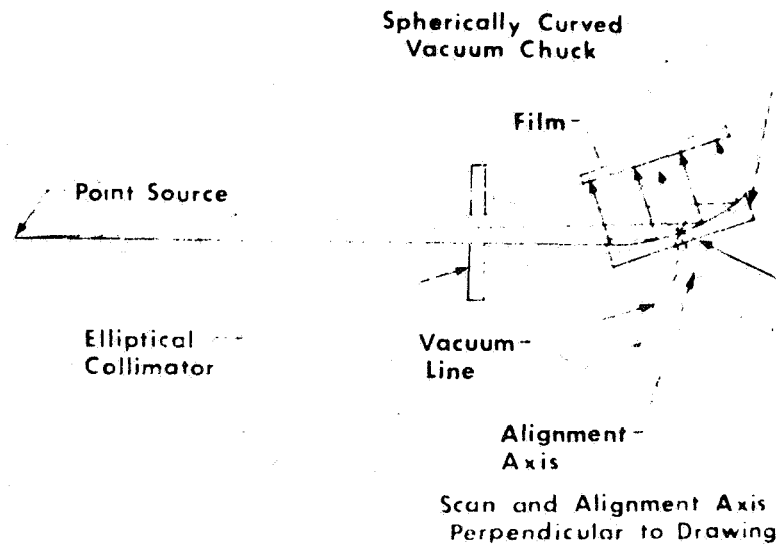 Spherically Curved
Vacuum Chuck
Film
Point Source
Elliptical
Collimator
Vacuum
Line
Alignment
Axis
Scan and Alignment Axis
Perpendicular to Drawing